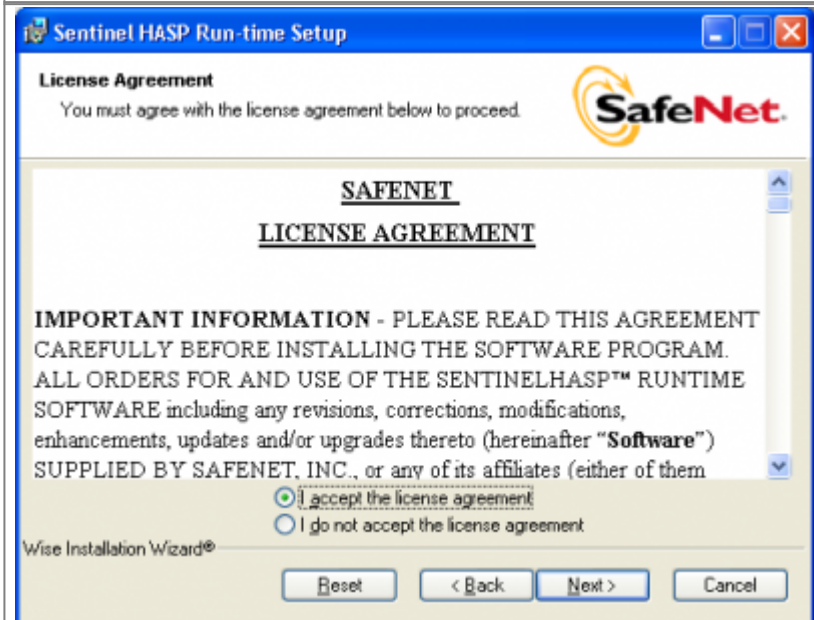 Sentinel HASP Run-time Setup
License Agreement
You must agree with the license agreement below to proceed.
SafeNet.
SAFENET
LICENSE AGREEMENT
IMPORTANT INFORMATION - PLEASE READ THIS AGREEMENT
CAREFULLY BEFORE INSTALLING THE SOFTWARE PROGRAM.
ALL ORDERS FOR AND USE OF THE SENTINELHASP™ RUNTIME
SOFTWARE including any revisions, corrections, modifications,
enhancements, updates and/or upgrades thereto (hereinafter “Software”)
SUPPLIED BY SAFENET, INC., or any of its affiliates (either of them
I accept the license agreement
I do not accept the license agreement
Wise Installation Wizard®
Reset < Back Next > Cancel